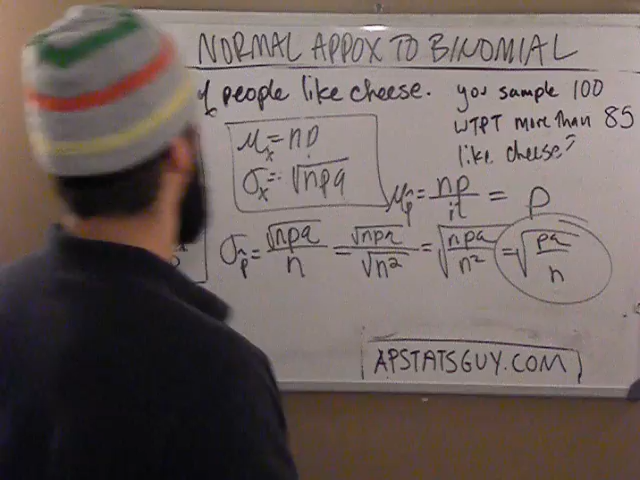 NORMAL APPOX TO BINOMIAL
of people like cheese. you sample 100
WTPT more than 85
like cheese?
μₓ = np
σₓ = √npq
μp̂ = np/n = p
σp̂ = √npq/n = √npq/√n² = √(npq/n²) = √(pq/n)
APSTATSGUY.COM